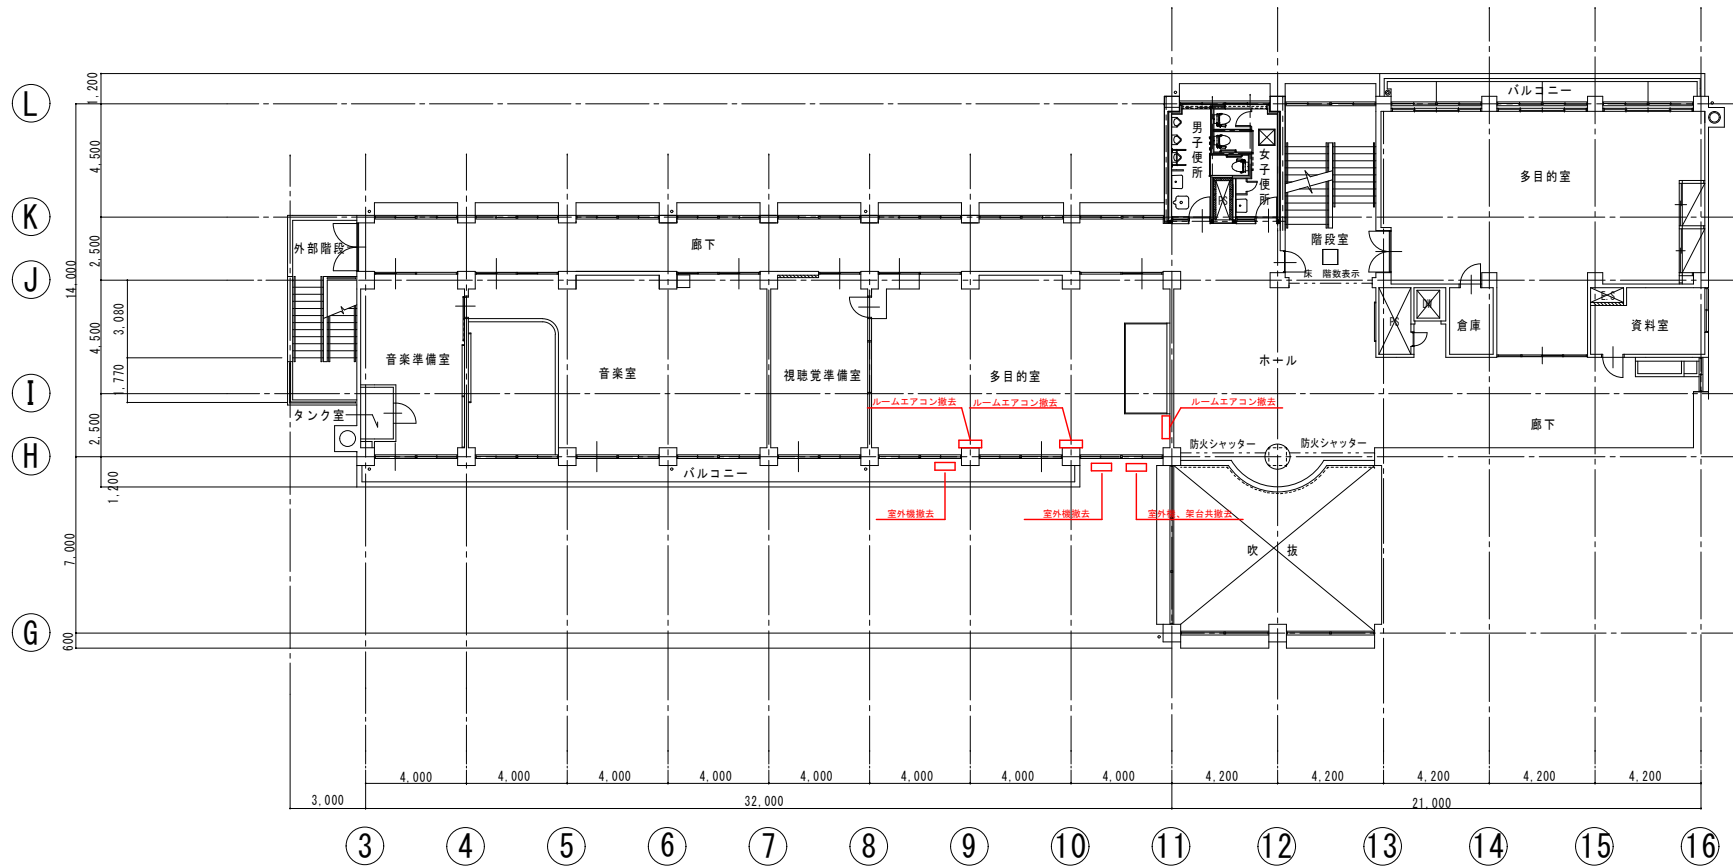 L
K
J
I
H
G
1,200
4,500
2,500
14,000
4,500
3,080
1,770
2,500
1,200
7,000
600
バルコニー
男子便所
女子便所
PS
多目的室
外部階段
廊下
階段室
床 階数表示
PS
DW
倉庫
E-S
資料室
音楽準備室
音楽室
視聴覚準備室
多目的室
ホール
タンク室
ルームエアコン撤去
ルームエアコン撤去
ルームエアコン撤去
廊下
防火シャッター
防火シャッター
バルコニー
室外機撤去
室外機撤去
室外機、架台共撤去
吹 抜
4,000
4,000
4,000
4,000
4,000
4,000
4,000
4,000
4,200
4,200
4,200
4,200
4,200
3,000
32,000
21,000
3
4
5
6
7
8
9
10
11
12
13
14
15
16